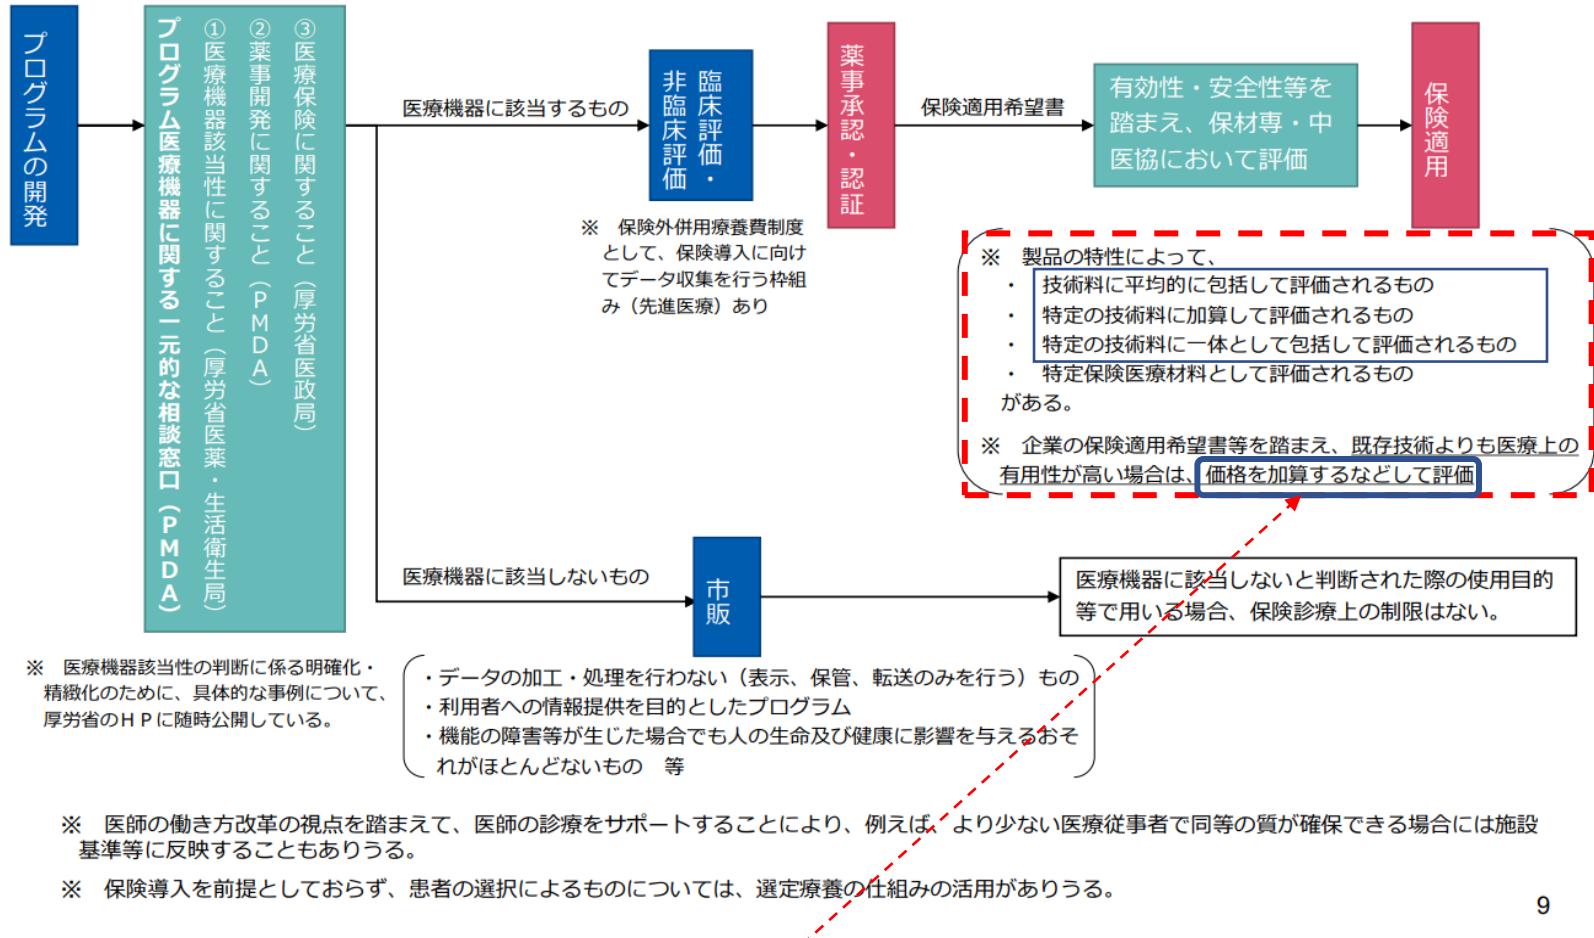 プログラムの開発
プログラム医療機器に関する一元的な相談窓口（ＰＭＤＡ）
①医療機器該当性に関すること（厚労省医薬・生活衛生局）
②薬事開発に関すること（ＰＭＤＡ）
③医療保険に関すること（厚労省医政局）
医療機器に該当するもの
臨床評価・
非臨床評価
薬事承認・認証
保険適用希望書
有効性・安全性等を
踏まえ、保材専・中
医協において評価
保険適用
※　保険外併用療養費制度
として、保険導入に向け
てデータ収集を行う枠組
み（先進医療）あり
※　製品の特性によって、
・　技術料に平均的に包括して評価されるもの
・　特定の技術料に加算して評価されるもの
・　特定の技術料に一体として包括して評価されるもの
・　特定保険医療材料として評価されるもの
がある。
※　企業の保険適用希望書等を踏まえ、既存技術よりも医療上の
有用性が高い場合は、価格を加算するなどして評価
医療機器に該当しないもの
市販
医療機器に該当しないと判断された際の使用目的
等で用いる場合、保険診療上の制限はない。
※　医療機器該当性の判断に係る明確化・
精緻化のために、具体的な事例について、
厚労省のＨＰに随時公開している。
・データの加工・処理を行わない（表示、保管、転送のみを行う）もの
・利用者への情報提供を目的としたプログラム
・機能の障害等が生じた場合でも人の生命及び健康に影響を与えるおそ
れがほとんどないもの　等
※　医師の働き方改革の視点を踏まえて、医師の診療をサポートすることにより、例えば、より少ない医療従事者で同等の質が確保できる場合には施設
基準等に反映することもありうる。
※　保険導入を前提としておらず、患者の選択によるものについては、選定療養の仕組みの活用がありうる。
9